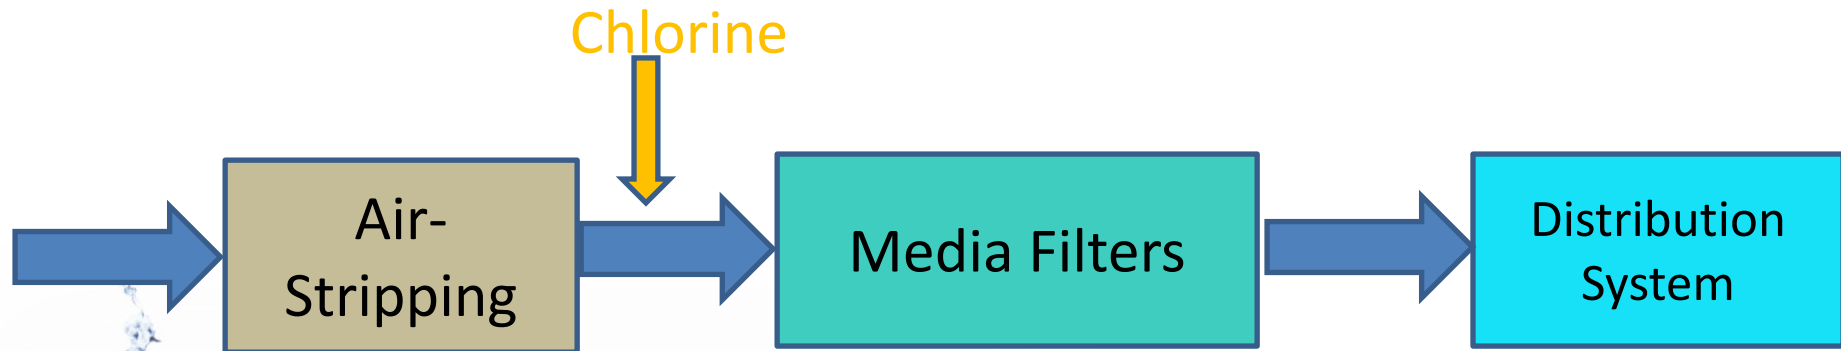 Chlorine
Air-
Stripping
Media Filters
Distribution
System